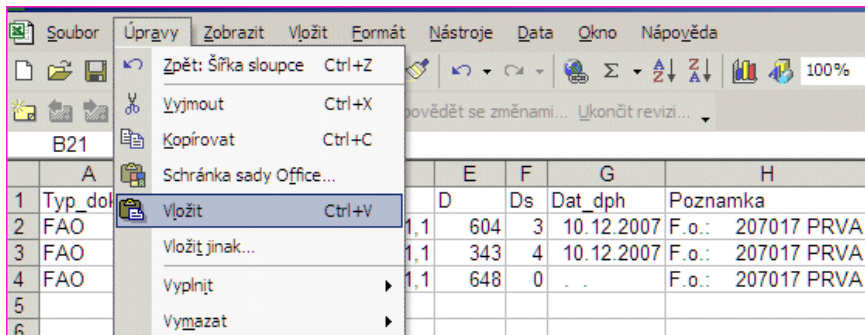 Soubor Úpravy Zobrazit Vložit Formát Nástroje Data Okno Nápověda
Zpět: Šířka sloupce Ctrl+Z
100%
Vyjmout Ctrl+X
povědět se změnami... Ukončit revizi...
B21
Kopírovat Ctrl+C
Schránka sady Office...
A E F G H
Vložit Ctrl+V
1 Typ_dok D Ds Dat_dph Poznamka
2 FAO 1,1 604 3 10.12.2007 F.o.: 207017 PRVA
Vložit jinak...
3 FAO 1,1 343 4 10.12.2007 F.o.: 207017 PRVA
4 FAO 1,1 648 0 . . F.o.: 207017 PRVA
Vyplnit
5
Vymazat
6